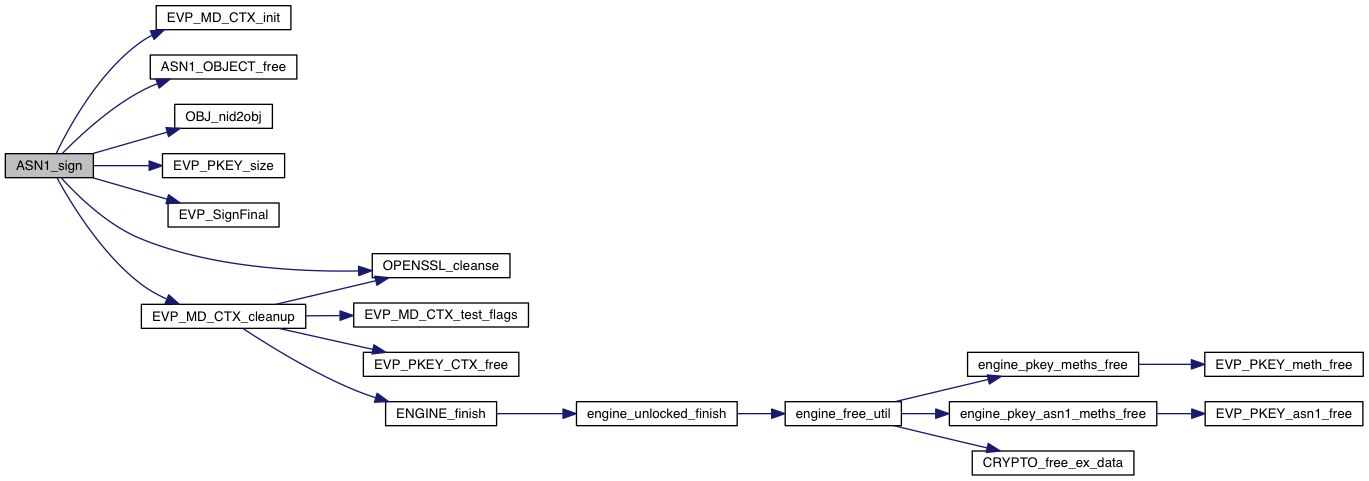 EVP_MD_CTX_init
ASN1_OBJECT_free
OBJ_nid2obj
ASN1_sign
EVP_PKEY_size
EVP_SignFinal
OPENSSL_cleanse
EVP_MD_CTX_cleanup
EVP_MD_CTX_test_flags
EVP_PKEY_CTX_free
engine_pkey_meths_free
EVP_PKEY_meth_free
ENGINE_finish
engine_unlocked_finish
engine_free_util
engine_pkey_asn1_meths_free
EVP_PKEY_asn1_free
CRYPTO_free_ex_data